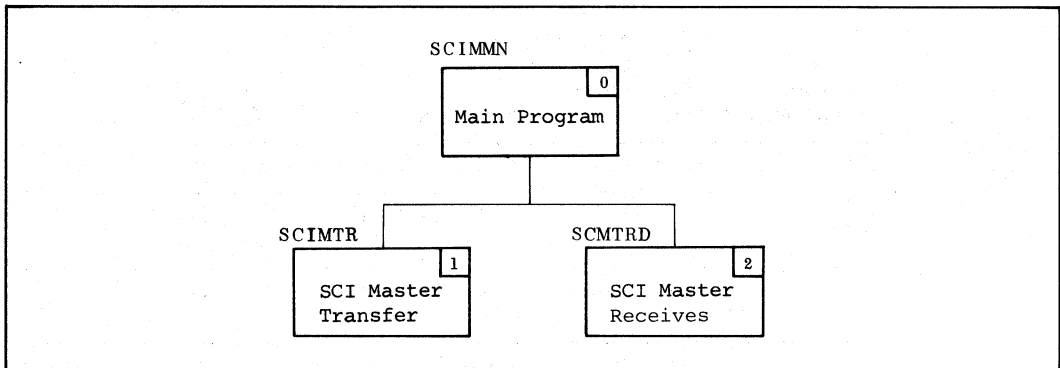 SCIMMN
0
Main Program
SCIMTR
1
SCI Master
Transfer
SCMTRD
2
SCI Master
Receives